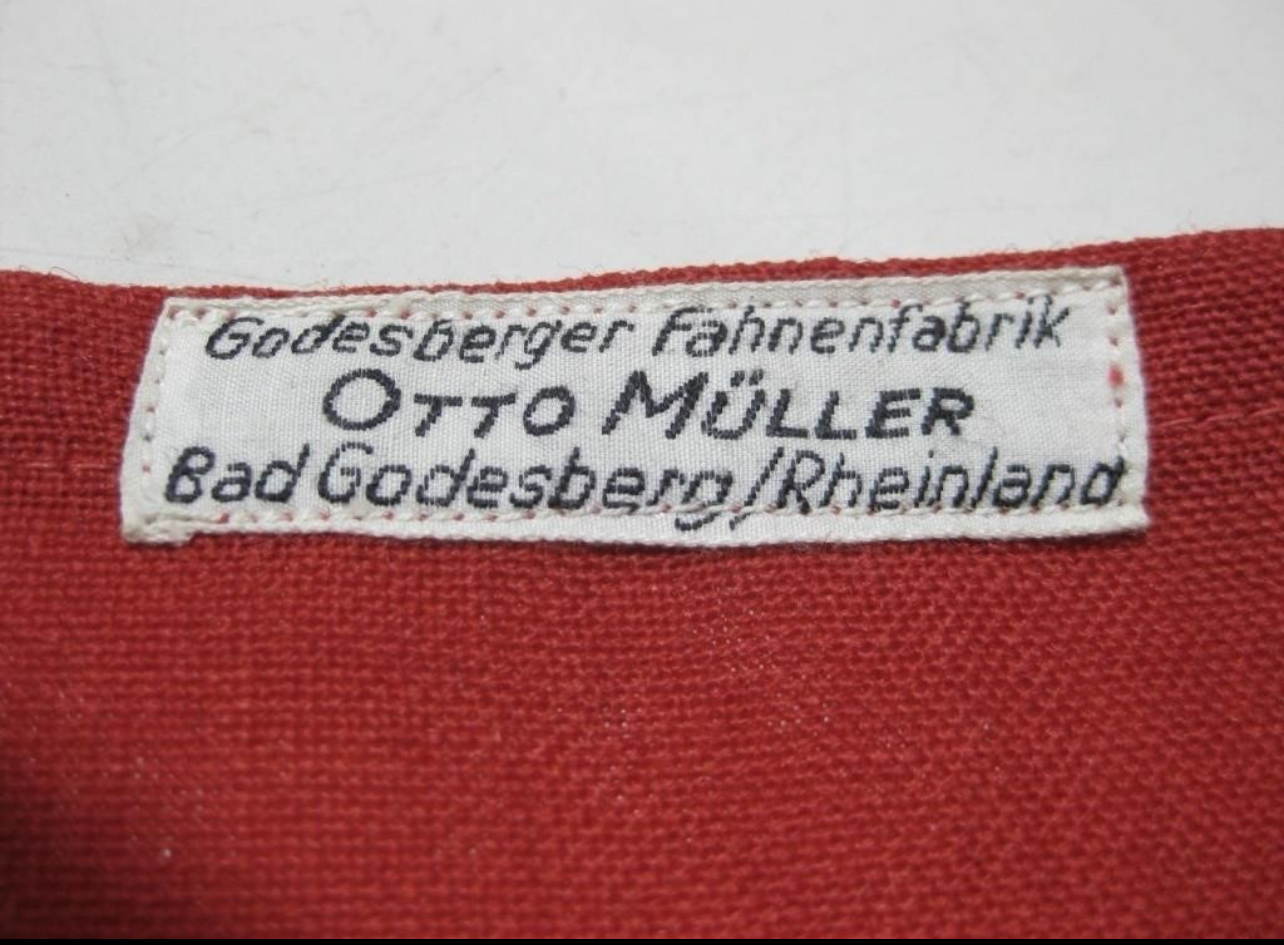 Godesberger Fahnenfabrik
OTTO MÜLLER
Bad Godesberg/Rheinland